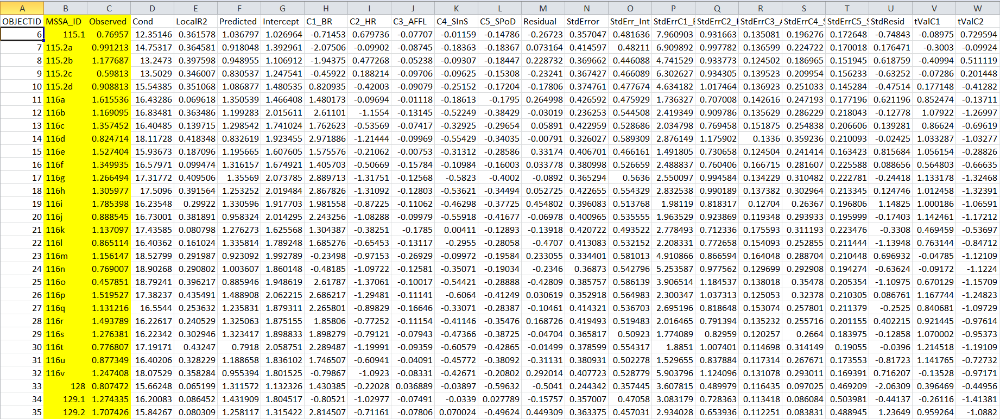 A B C D E F G H I J K L M N O P Q R S T U V W
OBJECTID MSSA_ID Observed Cond LocalR2 Predicted Intercept C1_BR C2_HR C3_AFFL C4_SInS C5_SPoD Residual StdError StdErr_Int StdErrC1_ StdErrC2_ StdErrC3_ StdErrC4_ StdErrC5_ StdResid tValC1 tValC2
6 115.1 0.76957 12.35146 0.361578 1.036797 1.026964 -0.71453 0.679736 -0.07707 -0.01159 -0.14786 -0.26723 0.357047 0.481636 7.960903 0.931663 0.135081 0.196276 0.172648 -0.74843 -0.08975 0.729594
7 115.2a 0.991213 14.75317 0.364581 0.918048 1.392961 -2.07506 -0.09902 -0.08745 -0.18363 -0.18367 0.073164 0.414597 0.48211 6.909892 0.997782 0.136599 0.224722 0.170018 0.176471 -0.3003 -0.09924
8 115.2b 1.177687 13.2473 0.397598 0.948955 1.106912 -1.94375 0.477268 -0.05238 -0.09307 -0.18447 0.228732 0.369662 0.446088 4.741529 0.933773 0.124502 0.186965 0.151945 0.618759 -0.40994 0.511119
9 115.2c 0.59813 13.5029 0.346007 0.830537 1.247541 -0.45922 0.188214 -0.09706 -0.09625 -0.15308 -0.23241 0.367427 0.466089 6.302627 0.934305 0.139523 0.209954 0.156233 -0.63252 -0.07286 0.201448
10 115.2d 0.908813 15.54385 0.351068 1.086877 1.480535 0.820935 -0.42003 -0.09079 -0.25152 -0.17204 -0.17806 0.374761 0.477674 4.634182 1.017464 0.136923 0.251033 0.145284 -0.47514 0.177148 -0.41282
11 116a 1.615536 16.43286 0.069618 1.350539 1.466408 1.480173 -0.09694 -0.01118 -0.18613 -0.1795 0.264998 0.426592 0.475929 1.736327 0.707008 0.142616 0.247193 0.177196 0.621196 0.852474 -0.13711
12 116b 1.169095 16.83481 0.363486 1.199283 2.015611 2.61101 -1.1554 -0.13145 -0.52249 -0.38429 -0.03019 0.236253 0.544508 2.419349 0.909786 0.135629 0.286229 0.218043 -0.12778 1.07922 -1.26997
13 116c 1.357452 16.40485 0.139715 1.298542 1.741024 1.762623 -0.53569 -0.07417 -0.32925 -0.29654 0.05891 0.422959 0.528686 2.034798 0.769458 0.151875 0.254838 0.206606 0.139281 0.86624 -0.69619
14 116d 0.824714 18.11728 0.418348 0.832619 1.923455 2.971886 -1.21444 -0.09969 -0.55429 -0.34035 -0.00791 0.326027 0.589309 2.876149 1.175902 0.1336 0.359236 0.210093 -0.02425 1.033287 -1.03277
15 116e 1.527404 15.93673 0.187096 1.195665 1.607605 1.575576 -0.21062 -0.00753 -0.31312 -0.28586 0.33174 0.406701 0.466161 1.491805 0.730658 0.124504 0.241414 0.163423 0.815684 1.056154 -0.28826
16 116f 1.349935 16.57971 0.099474 1.316157 1.674921 1.405703 -0.50669 -0.15784 -0.10984 -0.16003 0.033778 0.380998 0.526659 2.488837 0.760406 0.166715 0.281607 0.225588 0.088656 0.564803 -0.66635
17 116g 1.266494 17.31772 0.409506 1.35569 2.073785 2.889713 -1.31751 -0.12568 -0.5823 -0.4002 -0.0892 0.365294 0.5636 2.550097 0.994584 0.134229 0.310482 0.222781 -0.24418 1.133178 -1.32468
18 116h 1.305977 17.5096 0.391564 1.253252 2.019484 2.867826 -1.31092 -0.12803 -0.53621 -0.34494 0.052725 0.422655 0.554329 2.832538 0.990189 0.137382 0.302964 0.213345 0.124746 1.012458 -1.32391
19 116i 1.785398 16.23548 0.29922 1.330596 1.917703 1.981558 -0.87225 -0.11062 -0.46298 -0.37725 0.454802 0.396083 0.513768 1.98119 0.818317 0.12704 0.26367 0.196806 1.14825 1.000186 -1.06591
20 116j 0.888545 16.73001 0.381891 0.958324 2.014295 2.243256 -1.08288 -0.09979 -0.55918 -0.41677 -0.06978 0.400965 0.535555 1.963529 0.923869 0.119348 0.293933 0.195999 -0.17403 1.142461 -1.17212
21 116k 1.137097 17.43585 0.080798 1.276273 1.625568 1.304387 -0.38251 -0.1785 0.00411 -0.12893 -0.13918 0.420722 0.493522 2.778493 0.712336 0.175593 0.311193 0.223476 -0.3308 0.469459 -0.53697
22 116l 0.865114 16.40362 0.161024 1.335814 1.789248 1.685276 -0.65453 -0.13117 -0.2955 -0.28058 -0.4707 0.413083 0.532152 2.208331 0.772658 0.154093 0.252855 0.211444 -1.13948 0.763144 -0.84712
23 116m 1.156147 18.52799 0.291987 0.923092 1.992789 -0.23498 -0.97153 -0.26929 -0.09972 -0.19584 0.233055 0.334401 0.581013 4.910866 0.866594 0.164048 0.288704 0.210448 0.696932 -0.04785 -1.12109
24 116n 0.769007 18.90268 0.290802 1.003607 1.860148 -0.48185 -1.09722 -0.12581 -0.35071 -0.19034 -0.2346 0.36873 0.542796 5.253587 0.977562 0.129699 0.292908 0.194274 -0.63624 -0.09172 -1.1224
25 116o 0.457851 18.79241 0.396217 0.885946 1.948619 2.61787 -1.37061 -0.10017 -0.54421 -0.28888 -0.42809 0.385757 0.586139 3.906514 1.184537 0.138018 0.35478 0.205354 -1.10975 0.670129 -1.15709
26 116p 1.519527 17.38237 0.435491 1.488908 2.062215 2.686217 -1.29481 -0.11141 -0.6064 -0.41249 0.030619 0.352918 0.564983 2.300347 1.037313 0.125053 0.32378 0.210305 0.086761 1.167744 -1.24823
27 116q 1.131216 16.5544 0.253632 1.235831 1.879311 2.265801 -0.89829 -0.16646 -0.33071 -0.28387 -0.10461 0.414321 0.536703 2.695196 0.818648 0.153074 0.257801 0.211379 -0.2525 0.840681 -1.09729
28 116r 1.493789 16.22617 0.240529 1.325063 1.875155 1.85806 -0.77252 -0.11154 -0.41146 -0.35476 0.168726 0.419493 0.519483 2.016465 0.791394 0.135232 0.255716 0.201155 0.402215 0.921445 -0.97614
29 116s 1.276381 16.22342 0.302946 1.323417 1.898833 1.898279 -0.79121 -0.07943 -0.47366 -0.38725 -0.04704 0.365817 0.50923 1.774089 0.82959 0.120257 0.2664 0.183975 -0.12858 1.070002 -0.95373
30 116t 0.776807 17.19171 0.43247 0.7918 2.058751 2.289487 -1.19991 -0.09359 -0.60579 -0.42865 -0.01499 0.378599 0.554317 1.8851 1.007401 0.114698 0.314149 0.19055 -0.0396 1.214518 -1.19109
31 116u 0.877349 16.40206 0.328229 1.188658 1.836102 1.746507 -0.60941 -0.04091 -0.45772 -0.38092 -0.31131 0.380931 0.502278 1.529655 0.837884 0.117314 0.267671 0.173553 -0.81723 1.141765 -0.72732
32 116v 1.247408 18.07529 0.358284 0.955394 1.801525 -0.79867 -1.0923 -0.08331 -0.42671 -0.20802 0.292014 0.407723 0.528779 5.903796 1.124096 0.131078 0.293011 0.169391 0.716207 -0.13528 -0.97171
33 128 0.807472 15.66248 0.065199 1.311572 1.132326 1.430385 -0.22028 0.036889 -0.03897 -0.59632 -0.5041 0.244342 0.357445 3.607815 0.489979 0.116435 0.097025 0.469209 -2.06309 0.396469 -0.44956
34 129.1 1.274335 16.20083 0.086452 1.431909 1.804517 -0.80521 -1.02977 -0.07491 -0.0339 0.027789 -0.15757 0.357007 0.47058 3.083179 0.728363 0.113418 0.086084 0.503981 -0.44137 -0.26116 -1.41381
35 129.2 1.707426 15.84267 0.080309 1.258117 1.315422 2.814507 -0.71161 -0.07806 0.070024 -0.49624 0.449309 0.363375 0.457031 2.934028 0.653936 0.112251 0.083831 0.488945 1.23649 0.959264 -1.0882